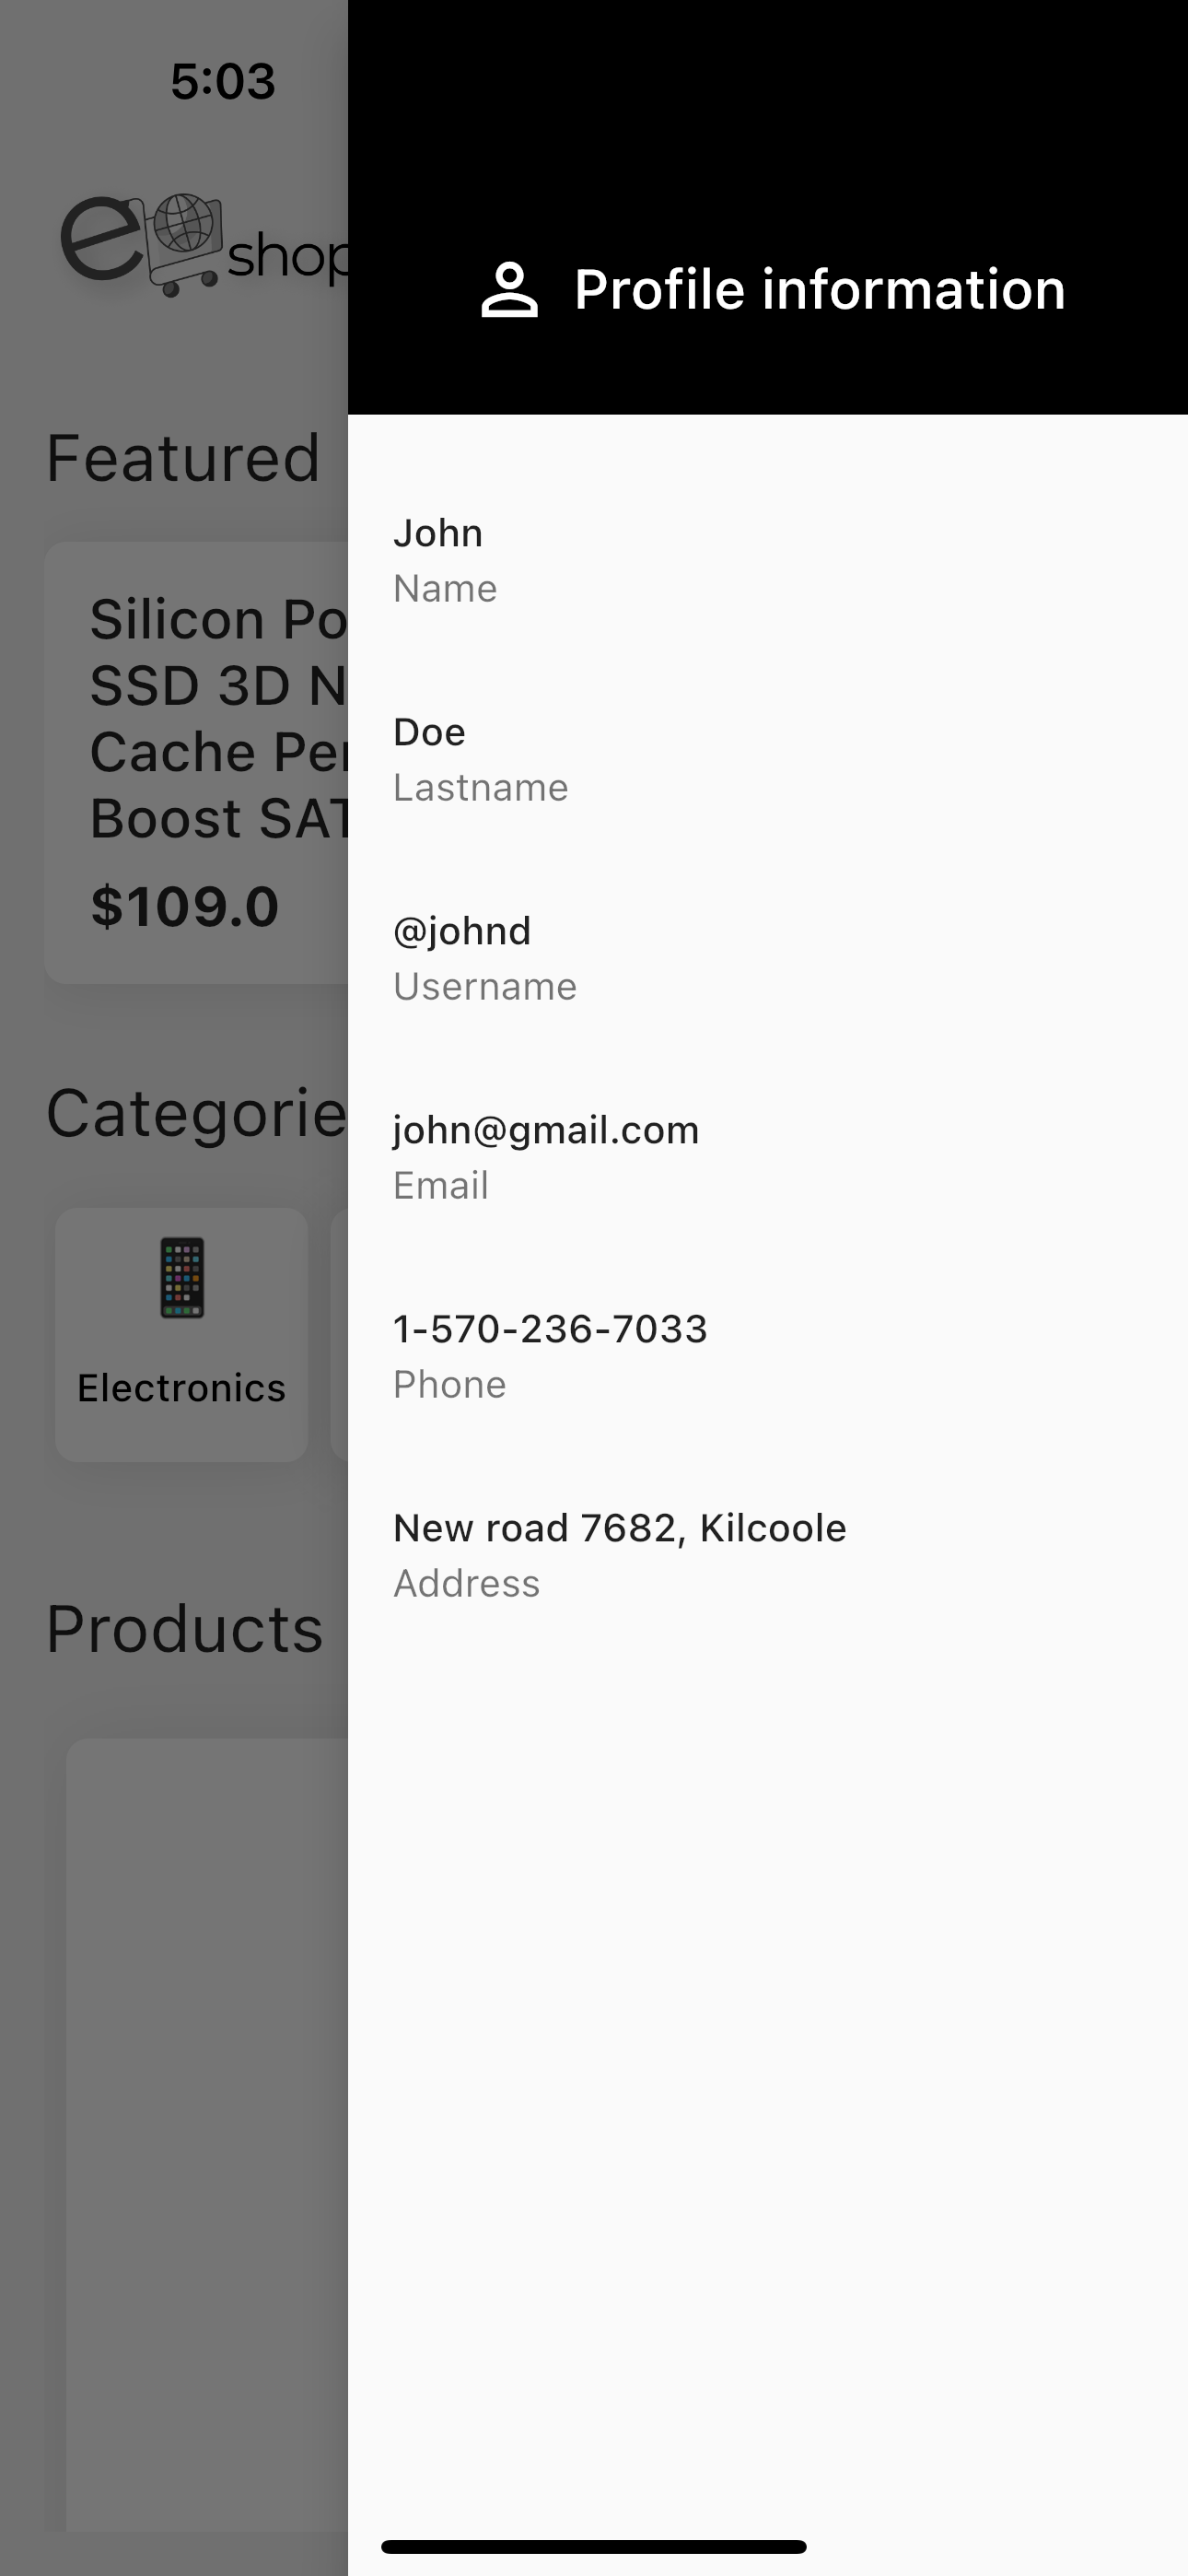 5:03
e shop
Featured
Silicon Po
SSD 3D N
Cache Per
Boost SAT
$109.0
Categorie
Electronics
Products
Profile information
John
Name
Doe
Lastname
@johnd
Username
john@gmail.com
Email
1-570-236-7033
Phone
New road 7682, Kilcoole
Address